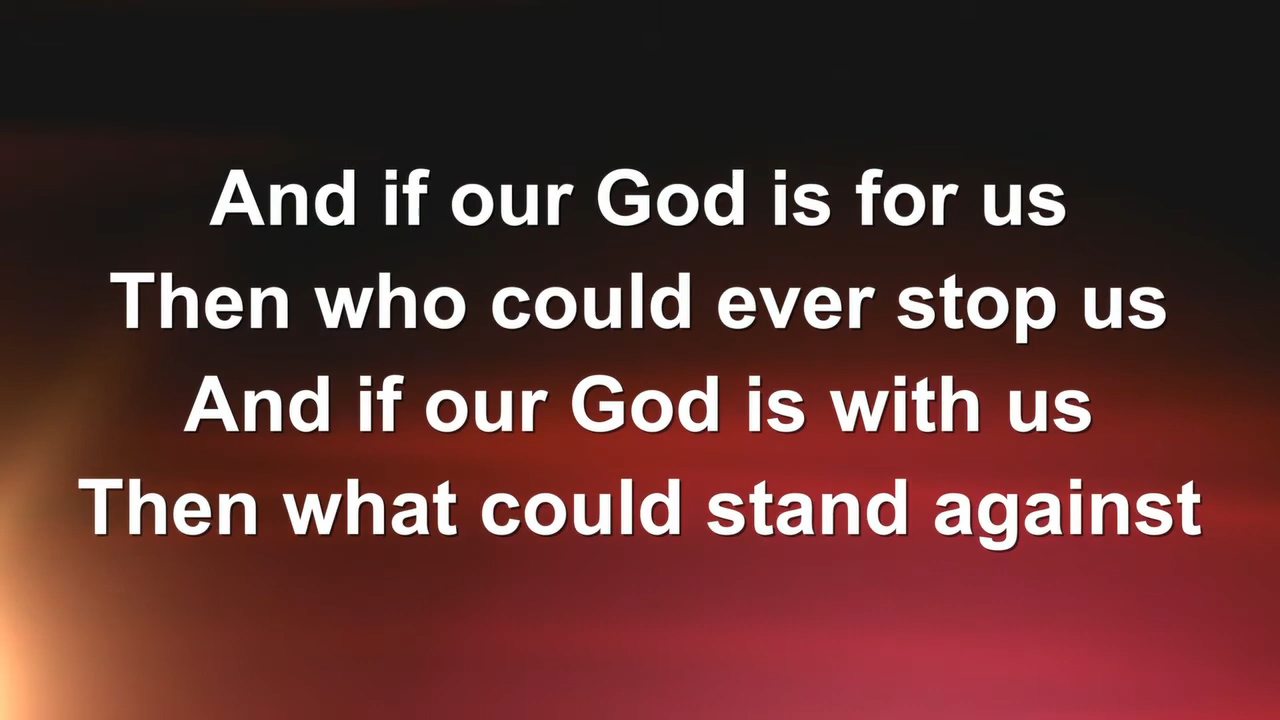 And if our God is for us
Then who could ever stop us
And if our God is with us
Then what could stand against